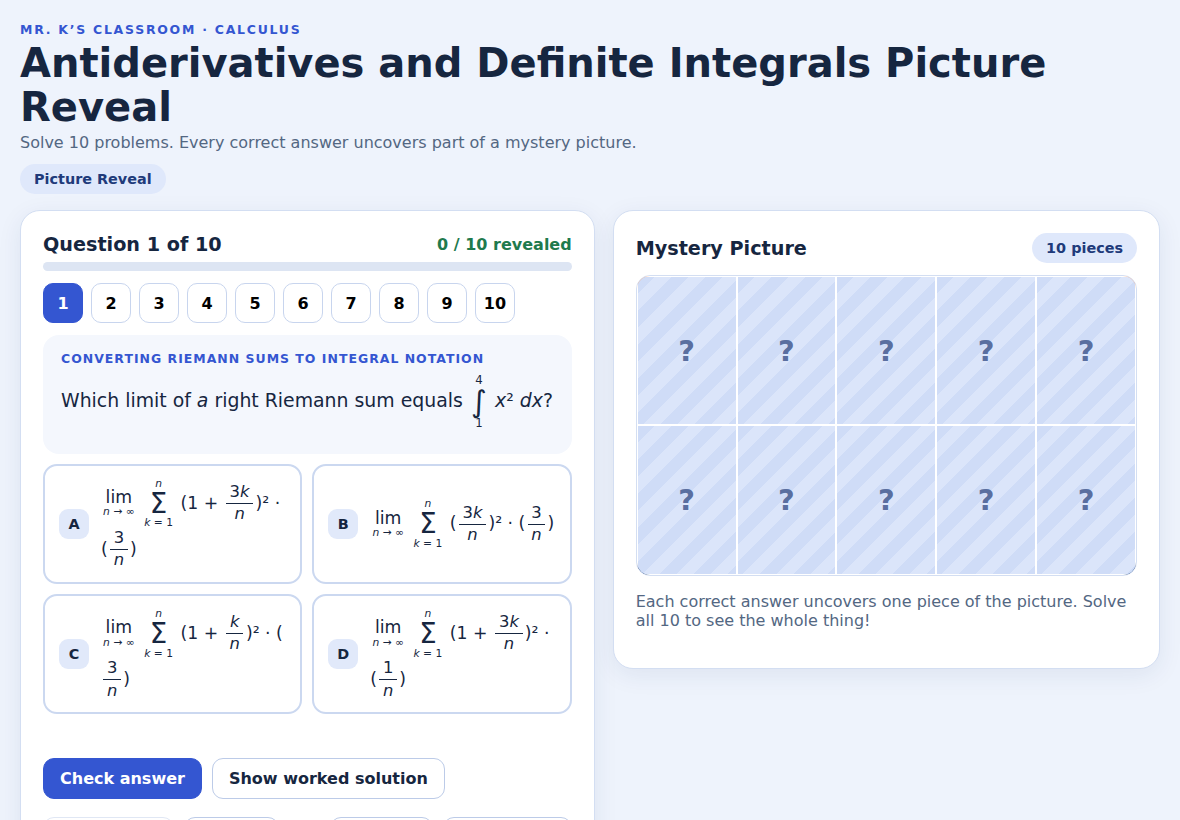 MR. K’S CLASSROOM · CALCULUS
Antiderivatives and Definite Integrals Picture
Reveal
Solve 10 problems. Every correct answer uncovers part of a mystery picture.
Picture Reveal
Question 1 of 10
0 / 10 revealed
1 2 3 4 5 6 7 8 9 10
CONVERTING RIEMANN SUMS TO INTEGRAL NOTATION
Which limit of a right Riemann sum equals ∫₁⁴ x² dx?
A lim n → ∞ Σ k = 1 n (1 + 3k/n)² ·
(3/n)
B lim n → ∞ Σ k = 1 n (3k/n)² · (3/n)
C lim n → ∞ Σ k = 1 n (1 + k/n)² · (
3/n)
D lim n → ∞ Σ k = 1 n (1 + 3k/n)² ·
(1/n)
Check answer
Show worked solution
Mystery Picture
10 pieces
? ? ? ? ?
? ? ? ? ?
Each correct answer uncovers one piece of the picture. Solve
all 10 to see the whole thing!